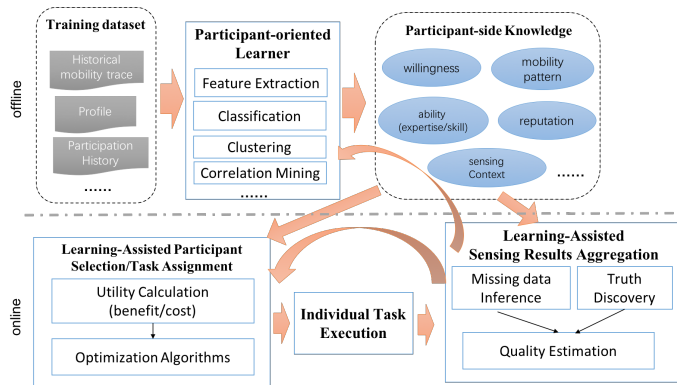 offline
Training dataset
Historical
mobility trace
Profile
Participation
History
......
Participant-oriented
Learner
Feature Extraction
Classification
Clustering
Correlation Mining
......
Participant-side Knowledge
willingness
mobility
pattern
ability
(expertise/skill)
reputation
sensing
Context
......
online
Learning-Assisted Participant
Selection/Task Assignment
Utility Calculation
(benefit/cost)
Optimization Algorithms
Individual Task
Execution
Learning-Assisted
Sensing Results Aggregation
Missing data
Inference
Truth
Discovery
Quality Estimation